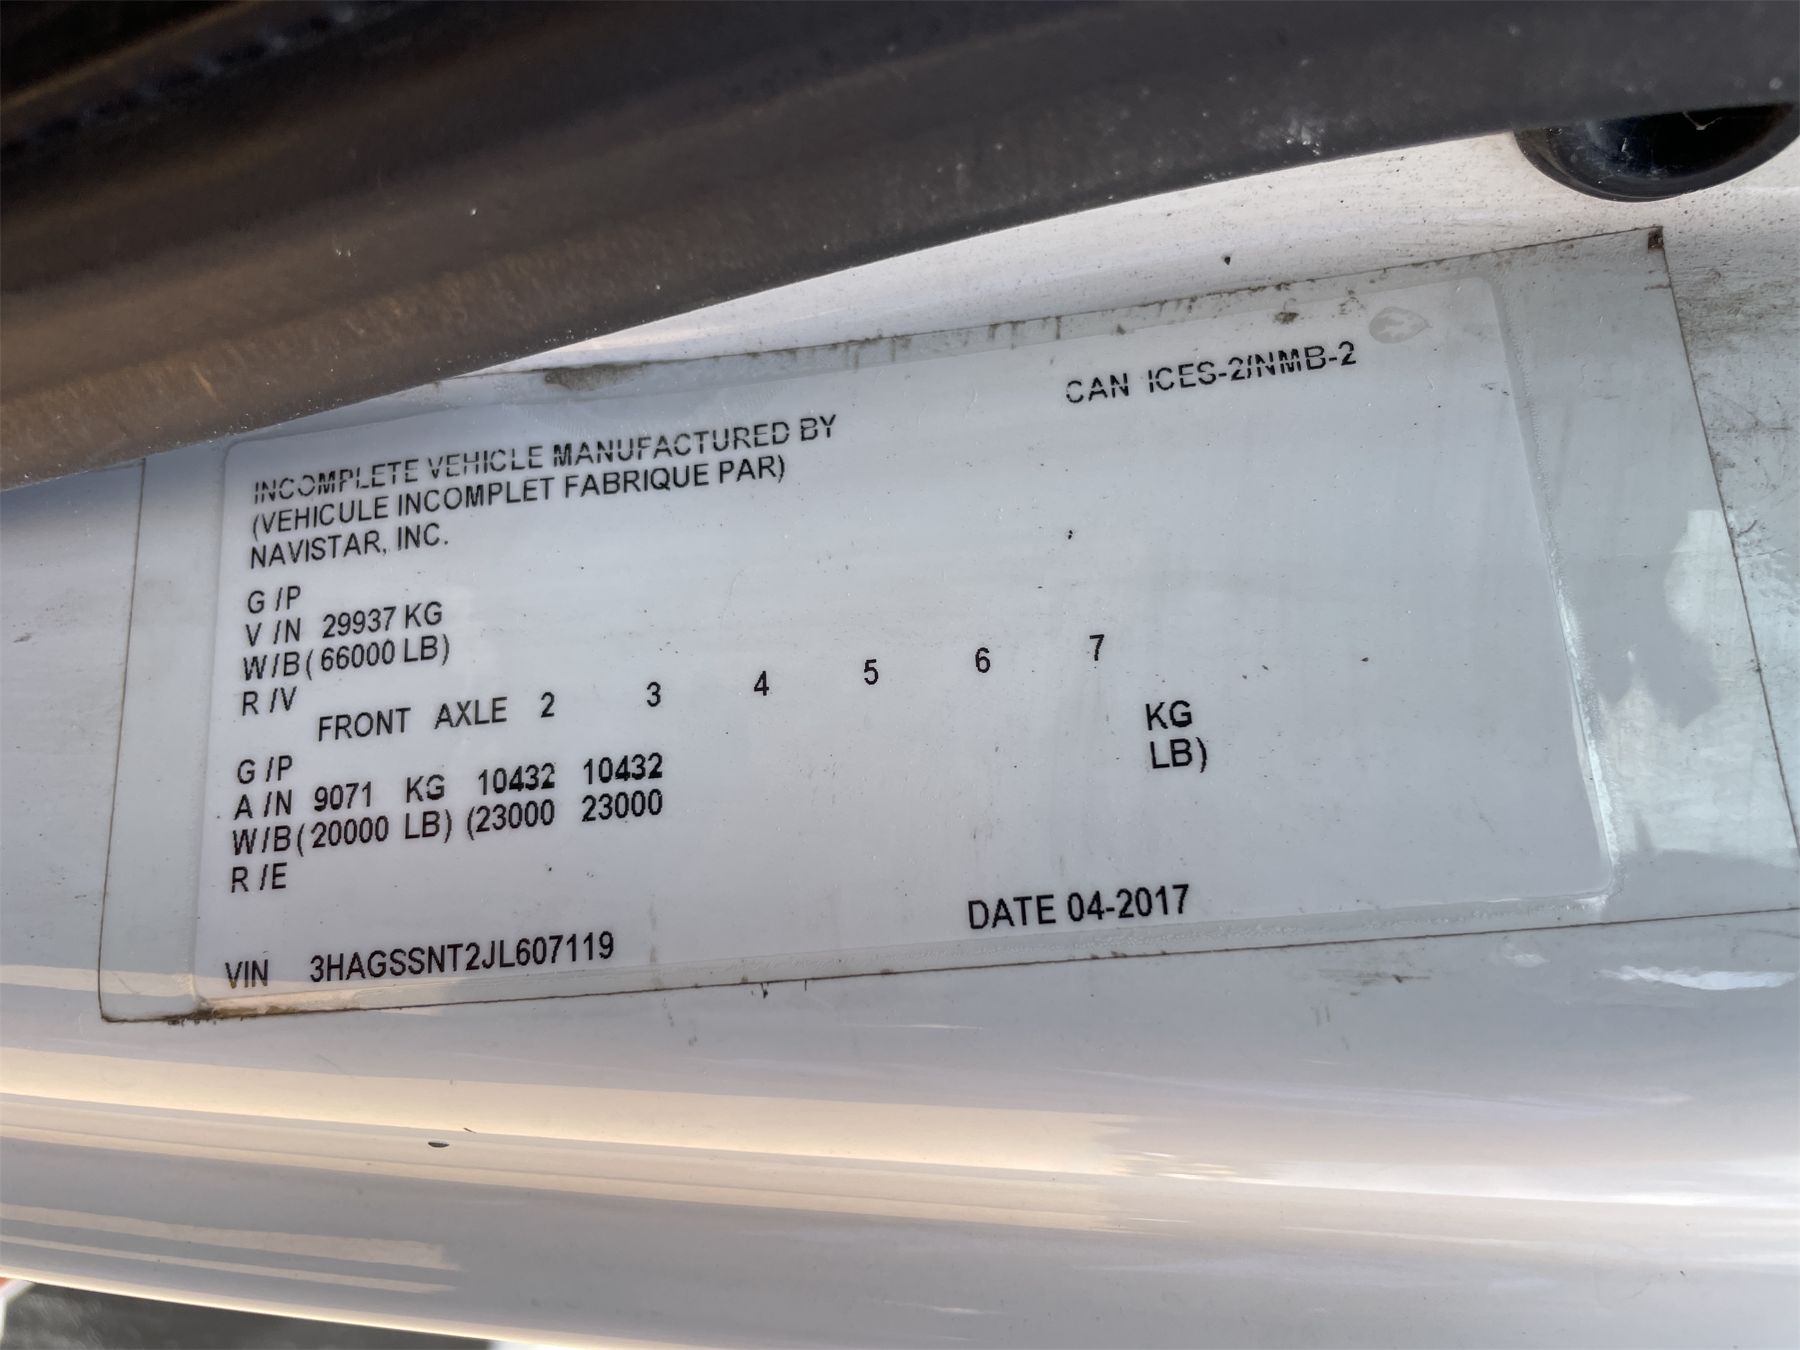 CAN ICES-2/NMB-2
INCOMPLETE VEHICLE MANUFACTURED BY
(VEHICULE INCOMPLET FABRIQUE PAR)
NAVISTAR, INC.
G /P
V /N 29937 KG
W/B( 66000 LB)
R /V
FRONT AXLE 2 3 4 5 6 7
G /P
A /N 9071 KG 10432 10432 KG
W/B( 20000 LB) (23000 23000 LB)
R /E
VIN 3HAGSSNT2JL607119 DATE 04-2017